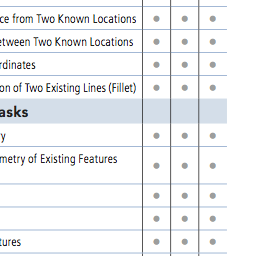 ce from Two Known Locations
etween Two Known Locations
rdinates
on of Two Existing Lines (Fillet)
asks
ry
metry of Existing Features
tures